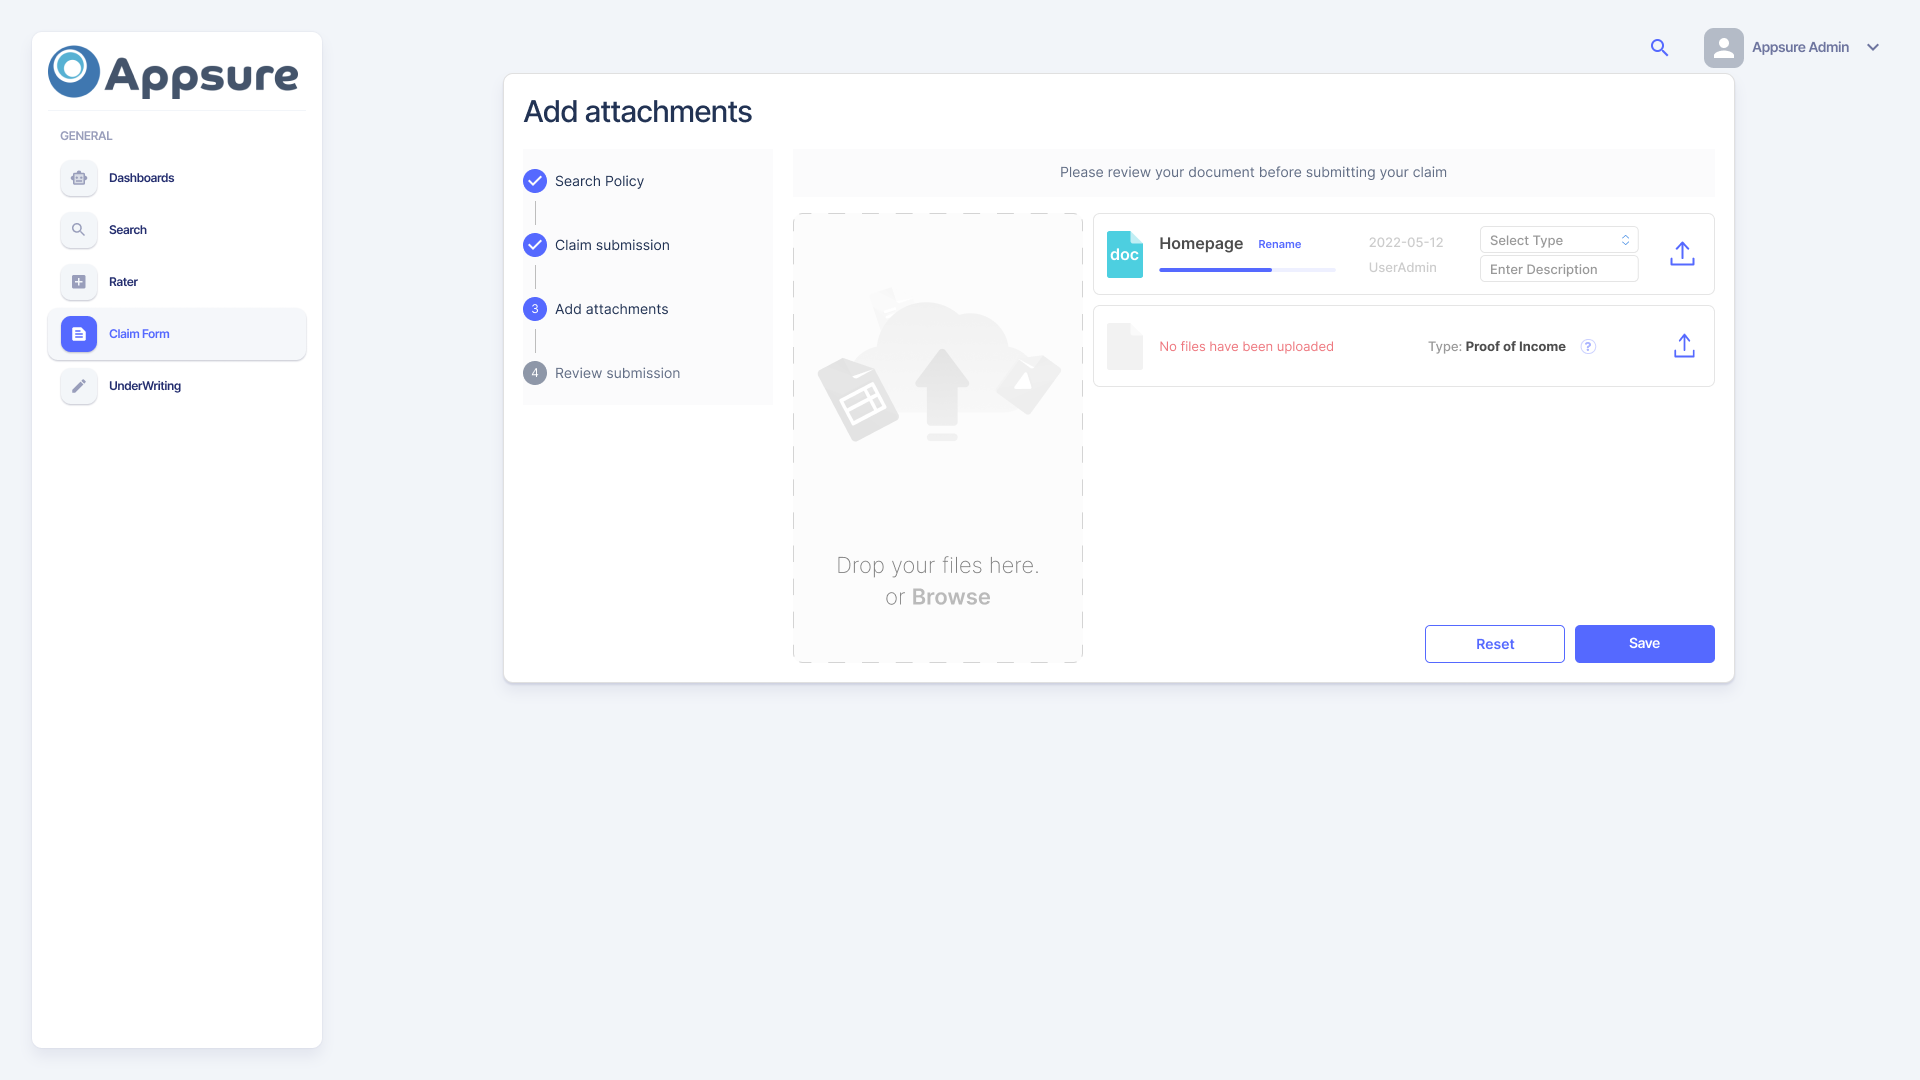 Appsure
GENERAL
Dashboards
Search
Rater
Claim Form
UnderWriting
Appsure Admin
Add attachments
Search Policy
Claim submission
3 Add attachments
4 Review submission
Please review your document before submitting your claim
Drop your files here.
or Browse
doc
Homepage Rename
2022-05-12
UserAdmin
Select Type
Enter Description
No files have been uploaded
Type: Proof of Income ?
Reset
Save